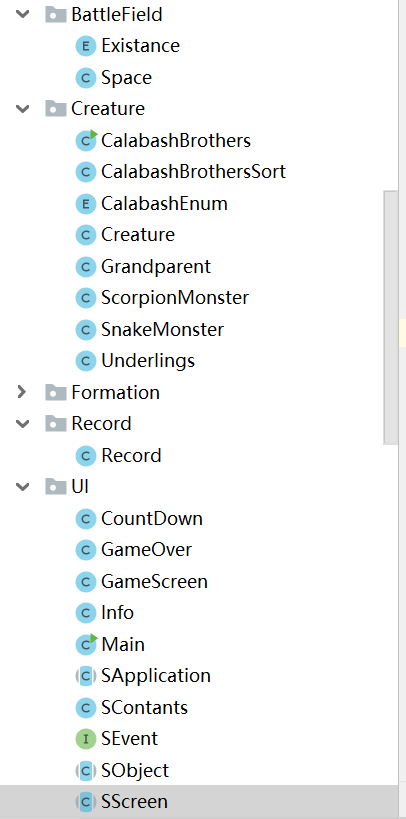 BattleField
E Existance
C Space
Creature
C CalabashBrothers
C CalabashBrothersSort
E CalabashEnum
C Creature
C Grandparent
C ScorpionMonster
C SnakeMonster
C Underlings
Formation
Record
C Record
UI
C CountDown
C GameOver
C GameScreen
C Info
C Main
C SApplication
C SContants
I SEvent
C SObject
C SScreen